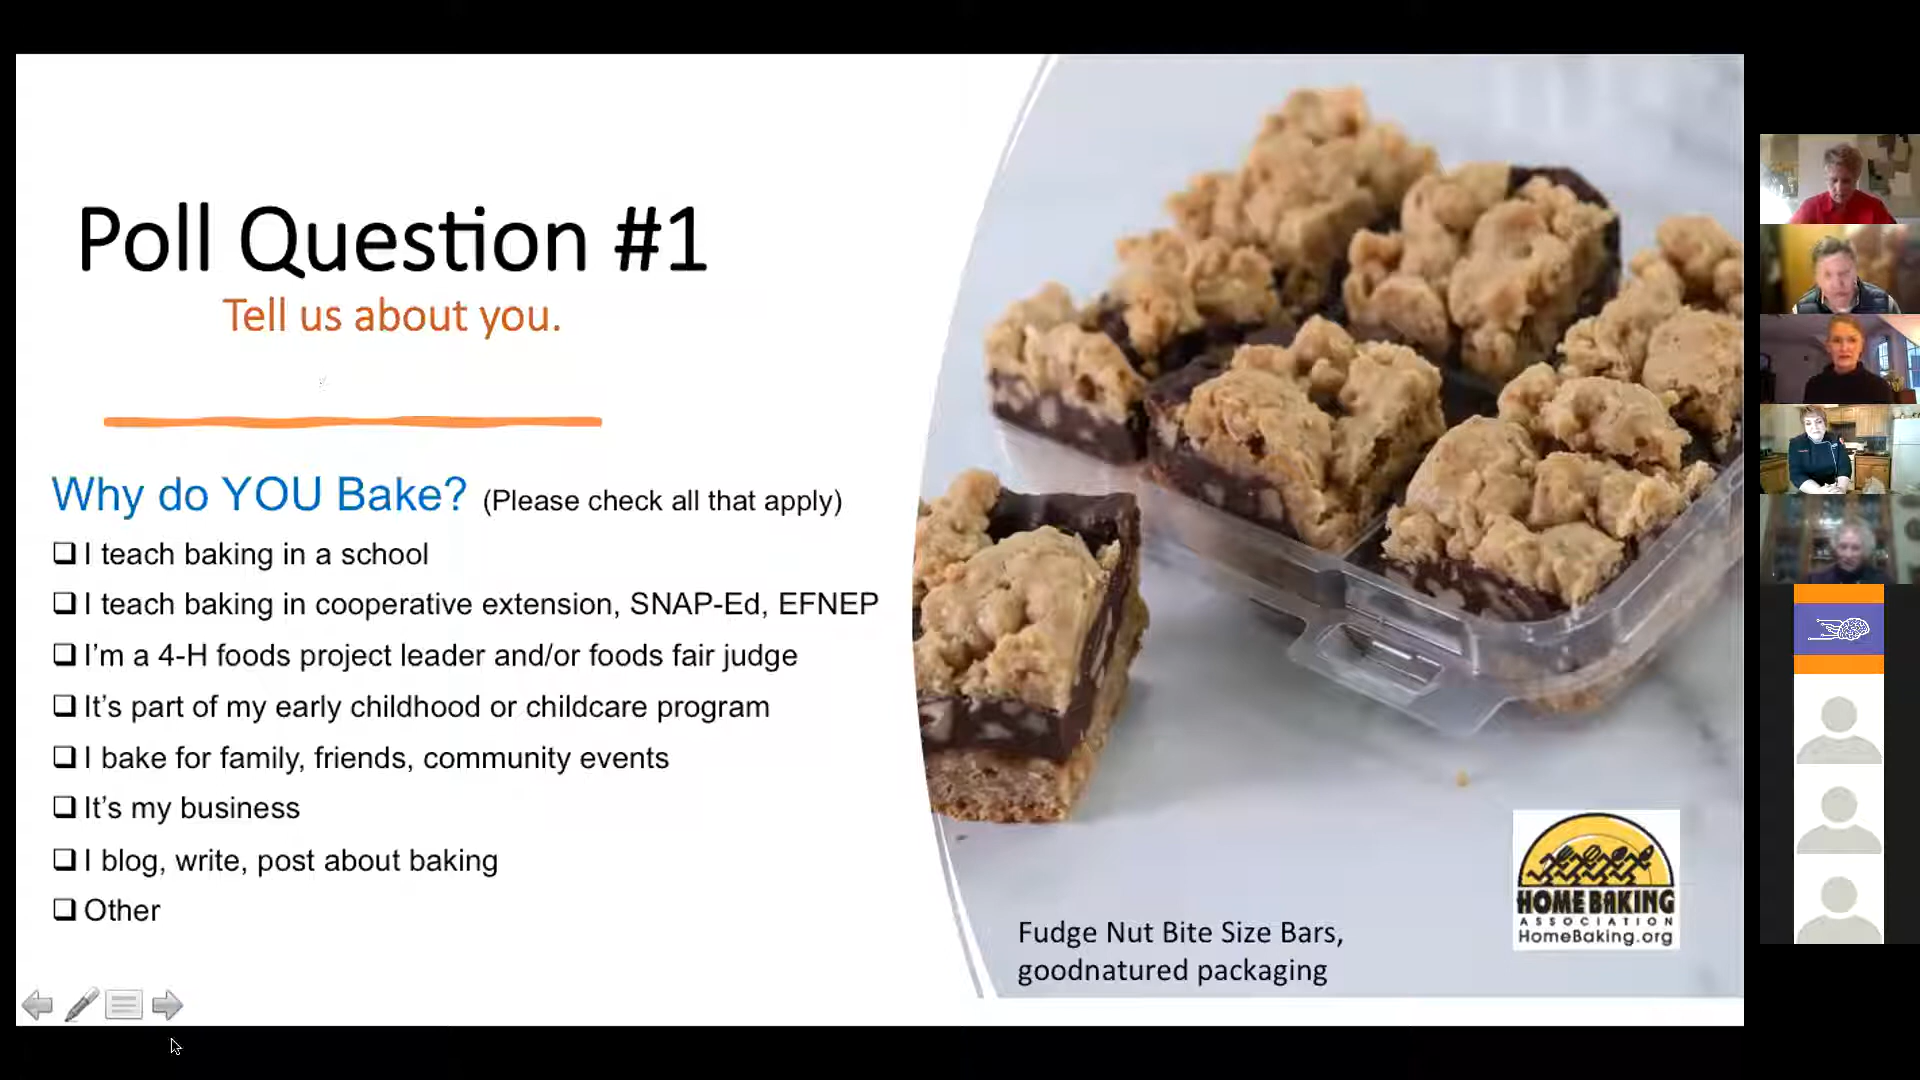 Poll Question #1
Tell us about you.
Why do YOU Bake? (Please check all that apply)
I teach baking in a school
I teach baking in cooperative extension, SNAP-Ed, EFNEP
I’m a 4-H foods project leader and/or foods fair judge
It’s part of my early childhood or childcare program
I bake for family, friends, community events
It’s my business
I blog, write, post about baking
Other
Fudge Nut Bite Size Bars,
goodnatured packaging
HOME BAKING
ASSOCIATION
HomeBaking.org